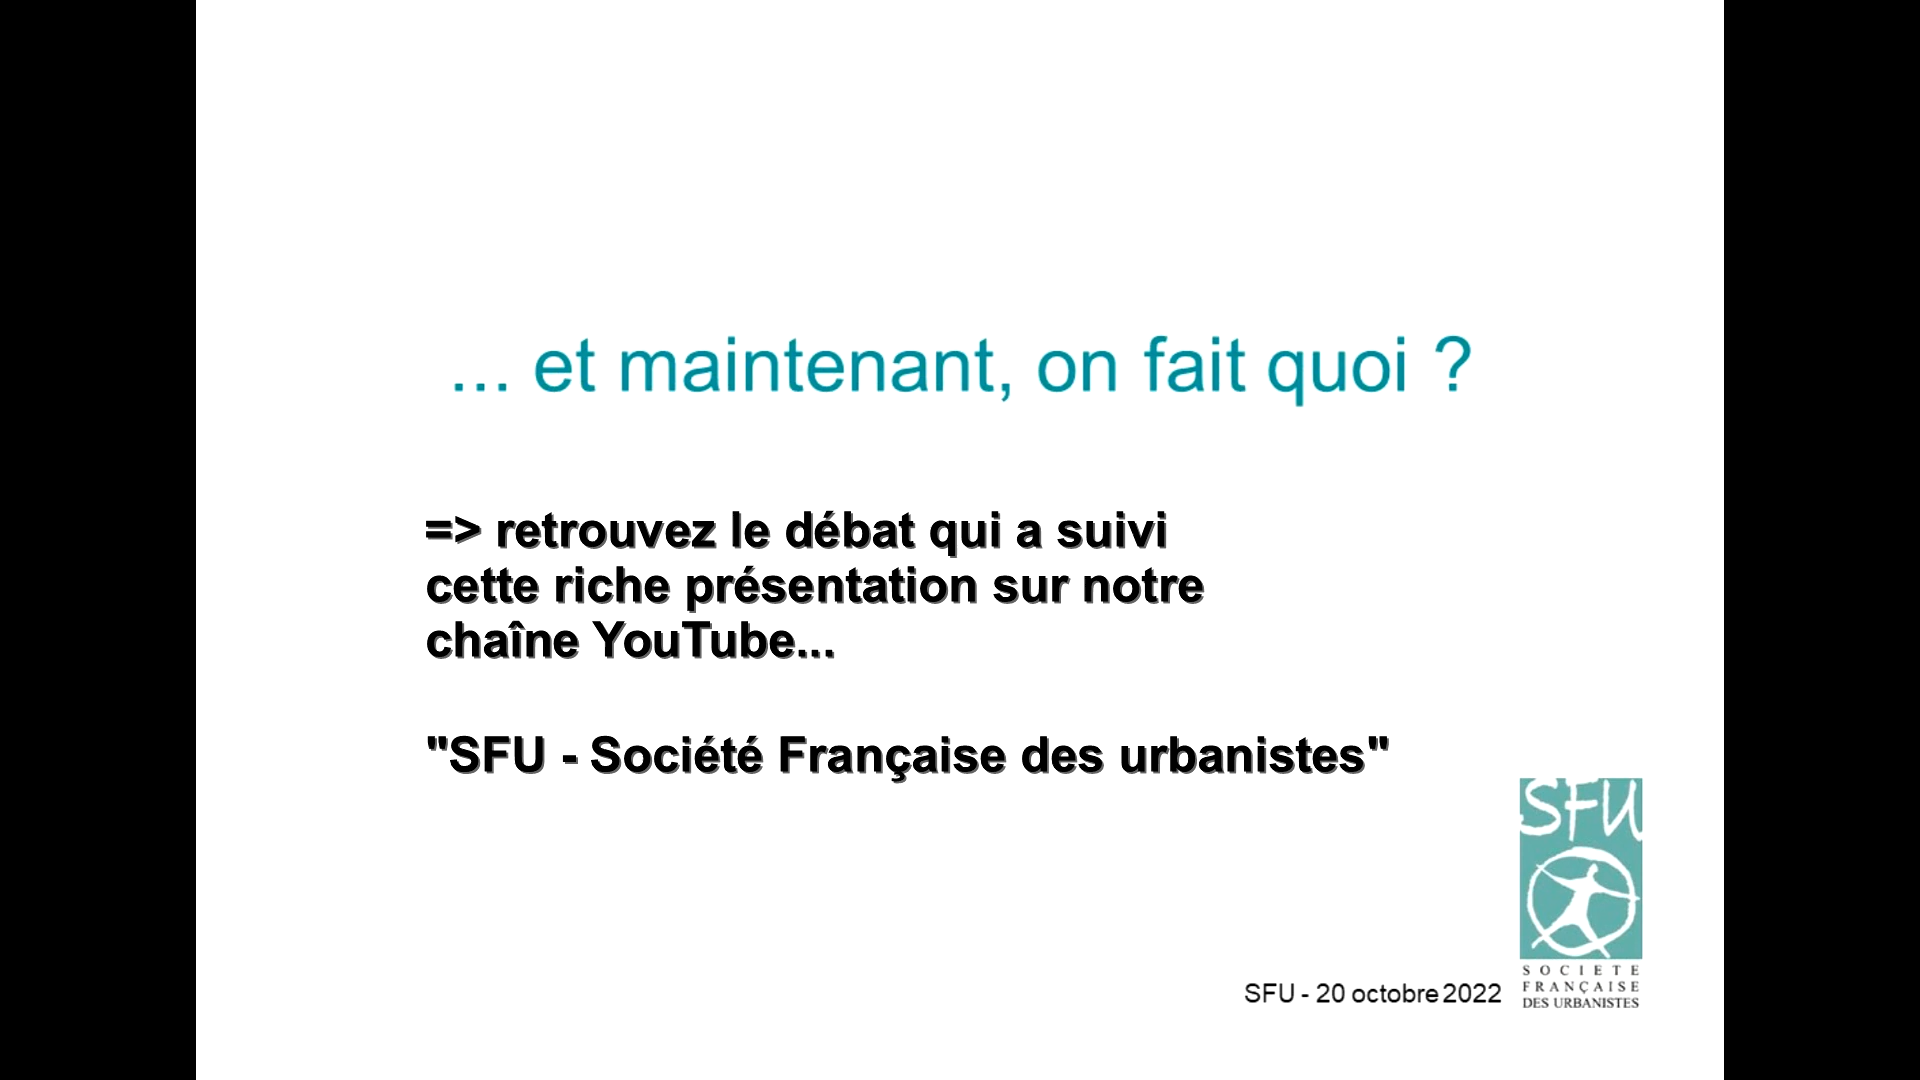 ... et maintenant, on fait quoi ?
=> retrouvez le débat qui a suivi
cette riche présentation sur notre
chaîne YouTube...
"SFU - Société Française des urbanistes"
SFU
SOCIETE
FRANÇAISE
DES URBANISTES
SFU - 20 octobre 2022